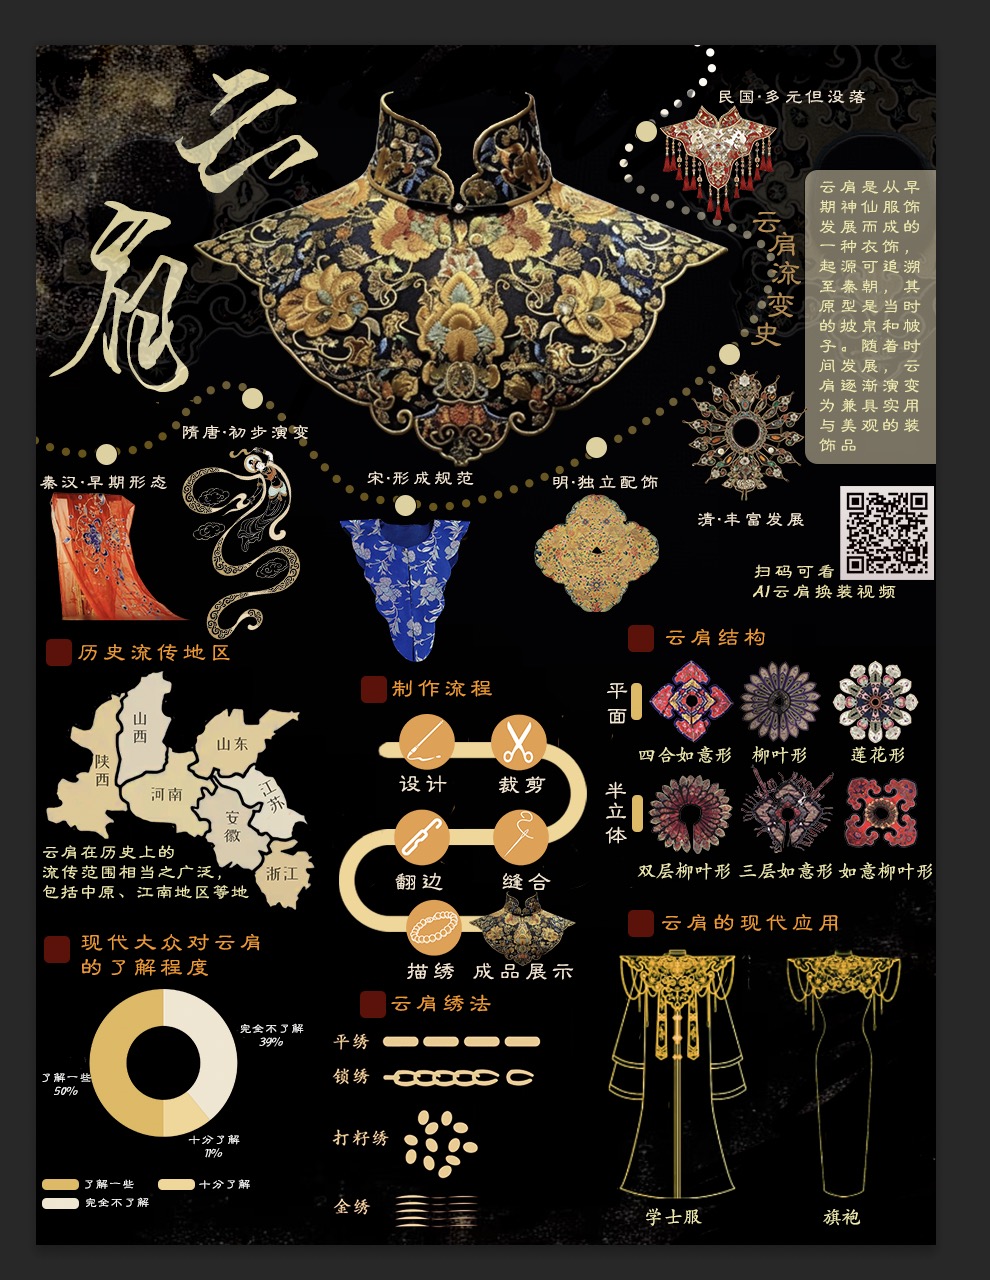 云肩
民国·多元但没落
云肩流变史
云肩是从早
期神仙服饰
发展而成的
一种衣饰，
起源可追溯
至秦朝，其
原型是当时
的披帛和帔
子。随着时
间发展，云
肩逐渐演变
为兼具实用
与美观的装
饰品
隋唐·初步演变
秦汉·早期形态
宋·形成规范
明·独立配饰
清·丰富发展
扫码可看
AI云肩换装视频
历史流传地区
山西
陕西
山东
河南
江苏
安徽
浙江
云肩在历史上的
流传范围相当之广泛，
包括中原、江南地区等地
制作流程
设计
裁剪
翻边
缝合
描绣
成品展示
云肩结构
平面
四合如意形
柳叶形
莲花形
半立体
双层柳叶形
三层如意形
如意柳叶形
现代大众对云肩
的了解程度
完全不了解
39%
了解一些
50%
十分了解
11%
了解一些
十分了解
完全不了解
云肩绣法
平绣
锁绣
打籽绣
金绣
云肩的现代应用
学士服
旗袍